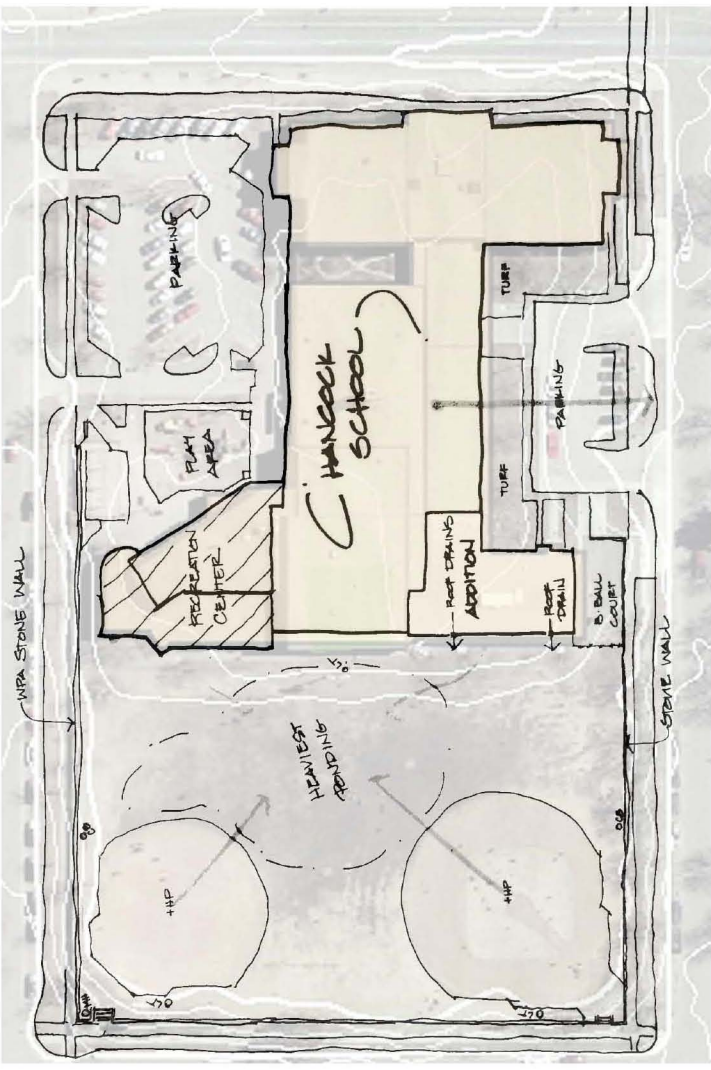 PARKING
TURF
HANCOCK
SCHOOL
PARKING
PLAY
AREA
TURF
RECREATION
CENTER
ROOF DRAINS
ADDITION
ROOF
DRAIN
B. BALL
COURT
WPA STONE WALL
STONE WALL
HEAVIEST
PONDING
+HP
+HP